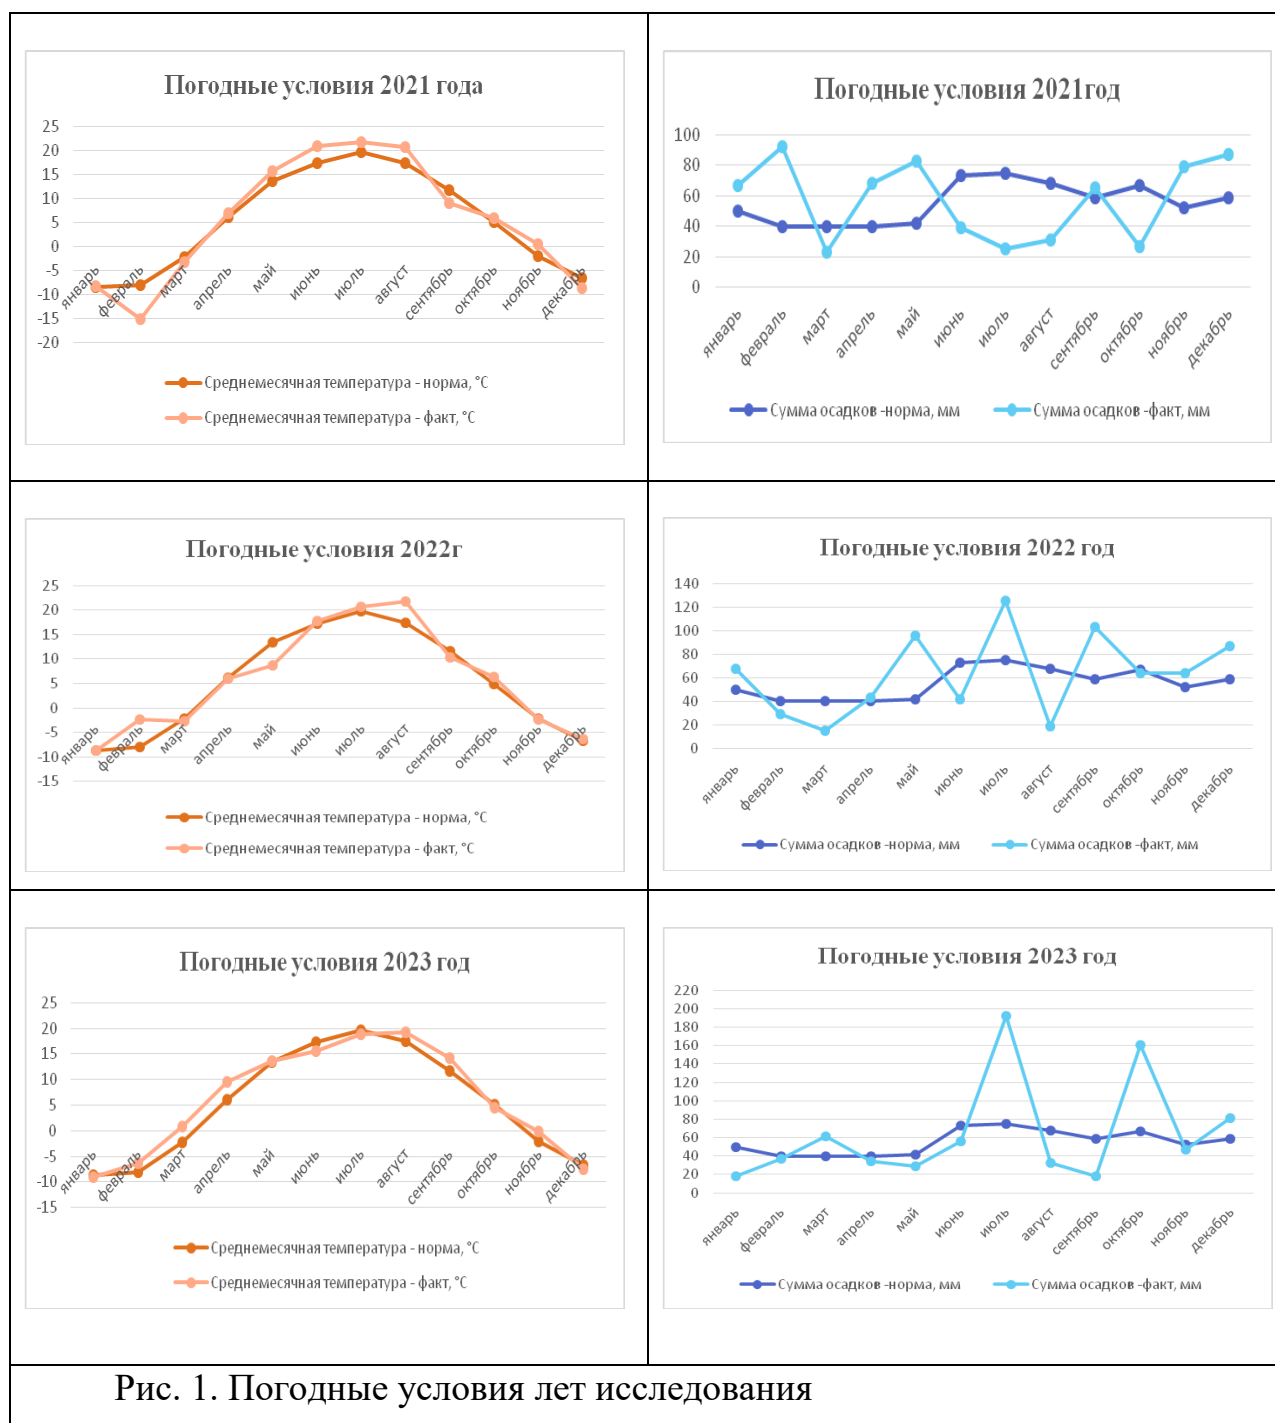 Погодные условия 2021 года
25
20
15
10
5
0
-5
-10
-15
-20
январь
февраль
март
апрель
май
июнь
июль
август
сентябрь
октябрь
ноябрь
декабрь
Среднемесячная температура - норма, °С
Среднемесячная температура - факт, °С
Погодные условия 2021год
100
80
60
40
20
0
январь
февраль
март
апрель
май
июнь
июль
август
сентябрь
октябрь
ноябрь
декабрь
Сумма осадков -норма, мм
Сумма осадков -факт, мм
Погодные условия 2022г
25
20
15
10
5
0
-5
-10
-15
январь
февраль
март
апрель
май
июнь
июль
август
сентябрь
октябрь
ноябрь
декабрь
Среднемесячная температура - норма, °С
Среднемесячная температура - факт, °С
Погодные условия 2022 год
140
120
100
80
60
40
20
0
январь
февраль
март
апрель
май
июнь
июль
август
сентябрь
октябрь
ноябрь
декабрь
Сумма осадков -норма, мм
Сумма осадков -факт, мм
Погодные условия 2023 год
25
20
15
10
5
0
-5
-10
-15
январь
февраль
март
апрель
май
июнь
июль
август
сентябрь
октябрь
ноябрь
декабрь
Среднемесячная температура - норма, °С
Среднемесячная температура - факт, °С
Погодные условия 2023 год
220
200
180
160
140
120
100
80
60
40
20
0
январь
февраль
март
апрель
май
июнь
июль
август
сентябрь
октябрь
ноябрь
декабрь
Сумма осадков -норма, мм
Сумма осадков -факт, мм
Рис. 1. Погодные условия лет исследования